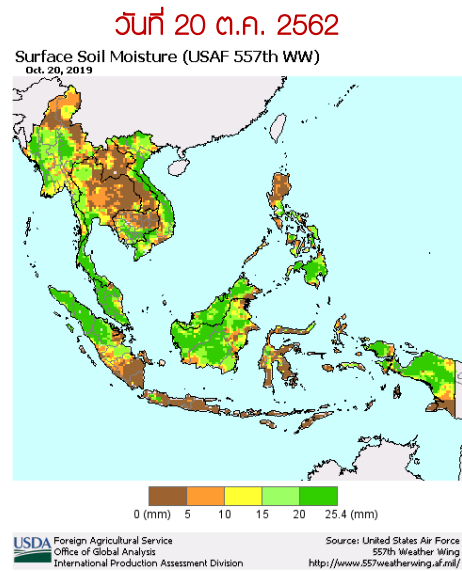 วันที่ 20 ต.ค. 2562
Surface Soil Moisture (USAF 557th WW)
Oct. 20, 2019
0 (mm) 5 10 15 20 25.4 (mm)
USDA
Foreign Agricultural Service
Office of Global Analysis
International Production Assessment Division
Source: United States Air Force
557th Weather Wing
http://www.557weatherwing.af.mil/